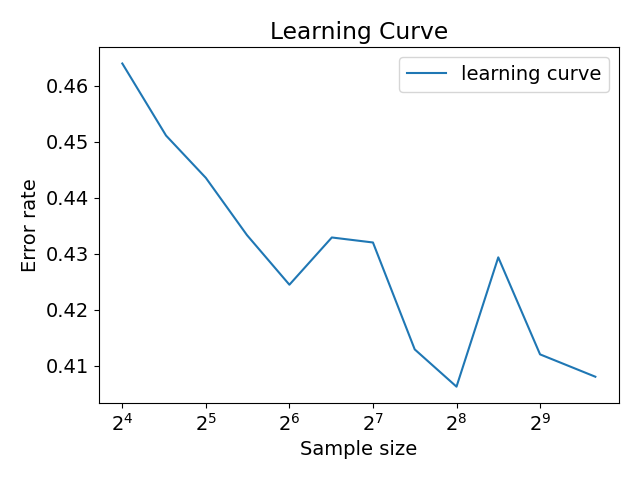 Learning Curve
learning curve
Error rate
0.46
0.45
0.44
0.43
0.42
0.41
2⁴ 2⁵ 2⁶ 2⁷ 2⁸ 2⁹
Sample size